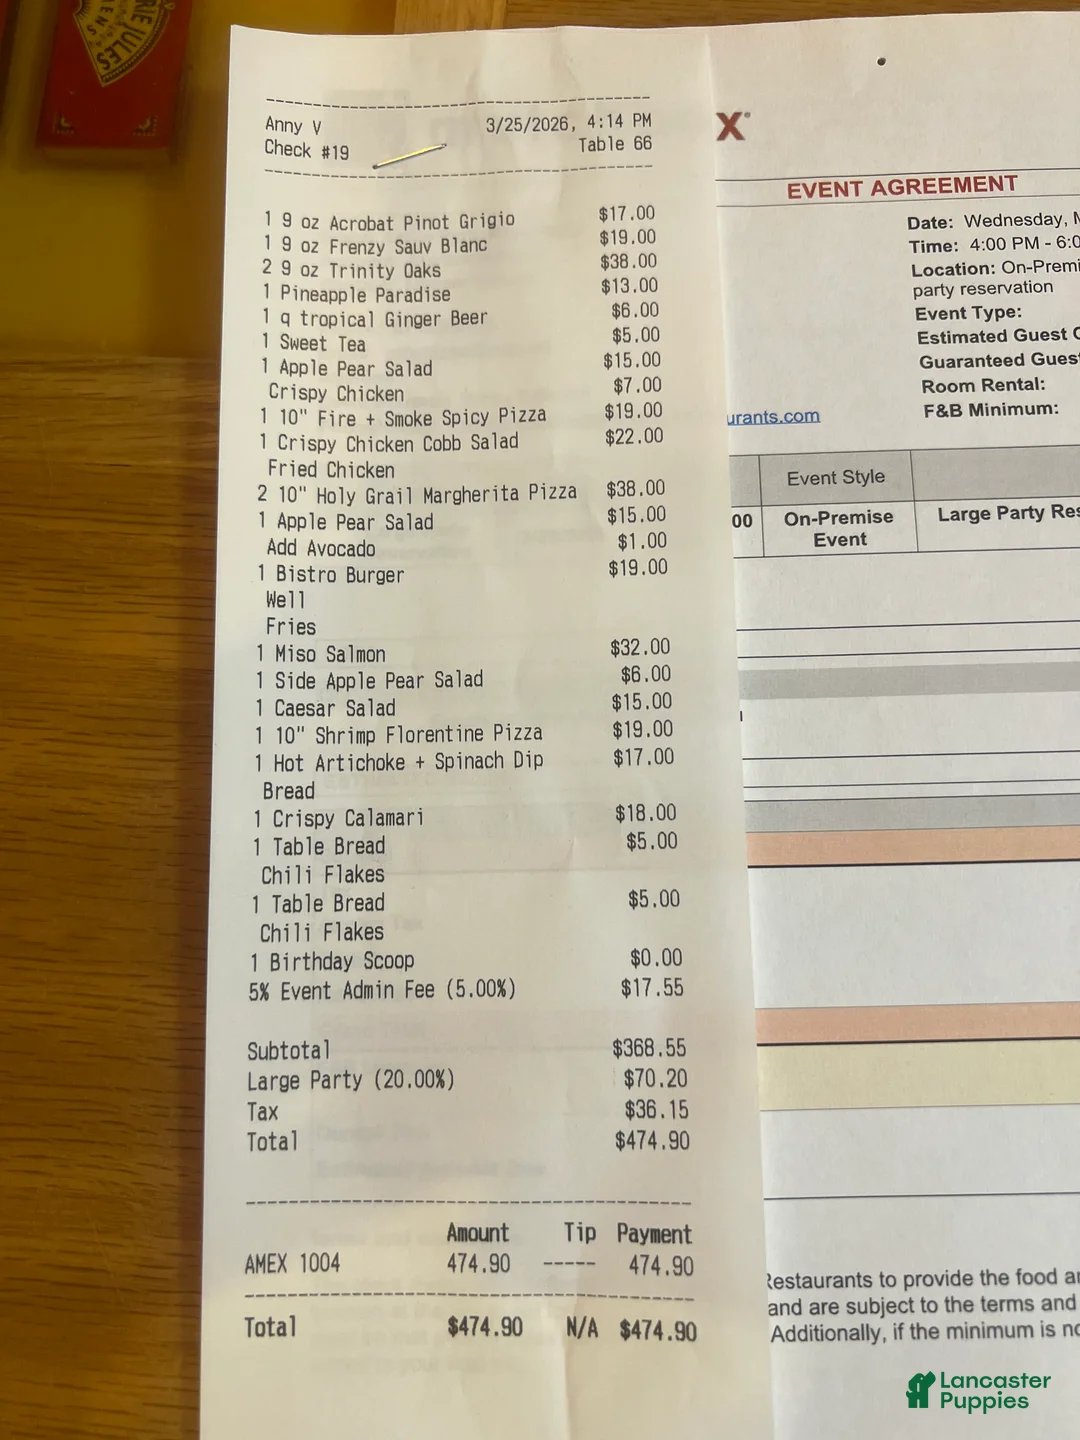 RIE JULES
ENS
Anny V 3/25/2026, 4:14 PM
Check #19 Table 66
1 9 oz Acrobat Pinot Grigio $17.00
1 9 oz Frenzy Sauv Blanc $19.00
2 9 oz Trinity Oaks $38.00
1 Pineapple Paradise $13.00
1 q tropical Ginger Beer $6.00
1 Sweet Tea $5.00
1 Apple Pear Salad $15.00
Crispy Chicken $7.00
1 10" Fire + Smoke Spicy Pizza $19.00
1 Crispy Chicken Cobb Salad $22.00
Fried Chicken
2 10" Holy Grail Margherita Pizza $38.00
1 Apple Pear Salad $15.00
Add Avocado $1.00
1 Bistro Burger $19.00
Well
Fries
1 Miso Salmon $32.00
1 Side Apple Pear Salad $6.00
1 Caesar Salad $15.00
1 10" Shrimp Florentine Pizza $19.00
1 Hot Artichoke + Spinach Dip $17.00
Bread
1 Crispy Calamari $18.00
1 Table Bread $5.00
Chili Flakes
1 Table Bread $5.00
Chili Flakes
1 Birthday Scoop $0.00
5% Event Admin Fee (5.00%) $17.55
Subtotal $368.55
Large Party (20.00%) $70.20
Tax $36.15
Total $474.90
Amount Tip Payment
AMEX 1004 474.90 ----- 474.90
Total $474.90 N/A $474.90
X
EVENT AGREEMENT
Date: Wednesday, M
Time: 4:00 PM - 6:0
Location: On-Premi
party reservation
Event Type:
Estimated Guest C
Guaranteed Gues
Room Rental:
F&B Minimum:
urants.com
Event Style
00 On-Premise Large Party Res
Event
Restaurants to provide the food an
and are subject to the terms and
Additionally, if the minimum is no
Lancaster
Puppies